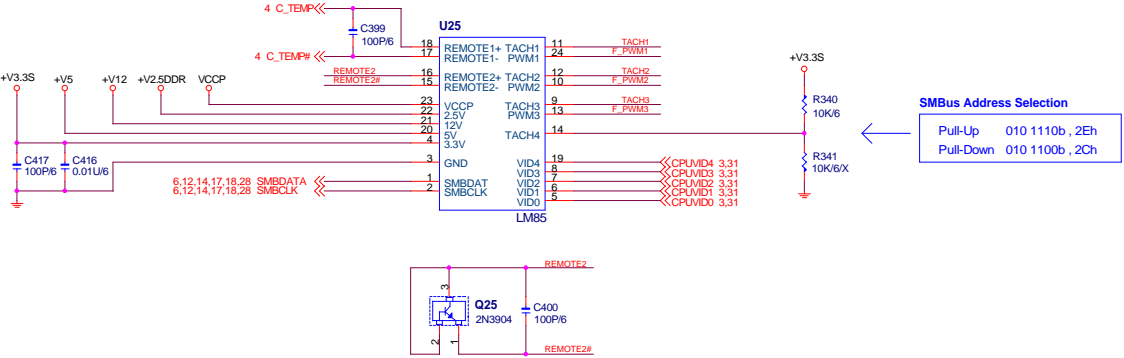 4 C_TEMP
C399
100P/6
4 C_TEMP#
U25
18 REMOTE1+ TACH1 11 TACH1
17 REMOTE1- PWM1 24 F_PWM1
REMOTE2 16 REMOTE2+ TACH2 12 TACH2
REMOTE2# 15 REMOTE2- PWM2 10 F_PWM2
+V3.3S +V5 +V12 +V2.5DDR VCCP
23 VCCP TACH3 9 TACH3
22 2.5V PWM3 13 F_PWM3
21 12V
20 5V TACH4 14
4 3.3V
3 GND VID4 19 CPUVID4 3,31
VID3 8 CPUVID3 3,31
6,12,14,17,18,28 SMBDATA 1 SMBDAT VID2 7 CPUVID2 3,31
6,12,14,17,18,28 SMBCLK 2 SMBCLK VID1 6 CPUVID1 3,31
VID0 5 CPUVID0 3,31
LM85
C417
100P/6
C416
0.01U/6
+V3.3S
R340
10K/6
R341
10K/6/X
SMBus Address Selection
Pull-Up 010 1110b , 2Eh
Pull-Down 010 1100b , 2Ch
REMOTE2
3
Q25
2N3904
2 1
C400
100P/6
REMOTE2#